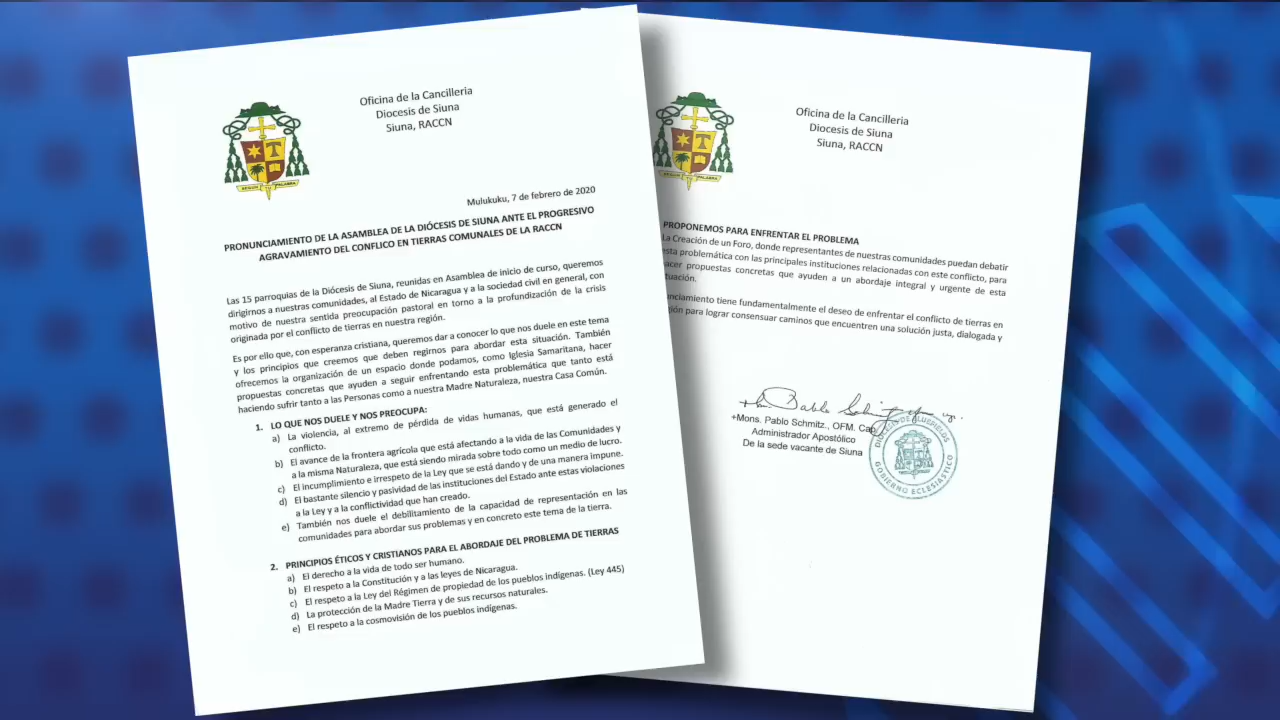 Oficina de la Cancilleria
Diocesis de Siuna
Siuna, RACCN
SEGUN TU PALABRA
Mulukuku, 7 de febrero de 2020
PRONUNCIAMIENTO DE LA ASAMBLEA DE LA DIÓCESIS DE SIUNA ANTE EL PROGRESIVO
AGRAVAMIENTO DEL CONFLICO EN TIERRAS COMUNALES DE LA RACCN
Las 15 parroquias de la Diócesis de Siuna, reunidas en Asamblea de inicio de curso, queremos
dirigirnos a nuestras comunidades, al Estado de Nicaragua y a la sociedad civil en general, con
motivo de nuestra sentida preocupación pastoral en torno a la profundización de la crisis
originada por el conflicto de tierras en nuestra región.
Es por ello que, con esperanza cristiana, queremos dar a conocer lo que nos duele en este tema
y los principios que creemos que deben regirnos para abordar esta situación. También
ofrecemos la organización de un espacio donde podamos, como Iglesia Samaritana, hacer
propuestas concretas que ayuden a seguir enfrentando esta problemática que tanto está
haciendo sufrir tanto a las Personas como a nuestra Madre Naturaleza, nuestra Casa Común.
1. LO QUE NOS DUELE Y NOS PREOCUPA:
a) La violencia, al extremo de pérdida de vidas humanas, que está generado el
conflicto.
b) El avance de la frontera agrícola que está afectando a la vida de las Comunidades y
a la misma Naturaleza, que está siendo mirada sobre todo como un medio de lucro.
c) El incumplimiento e irrespeto de la Ley que se está dando y de una manera impune.
d) El bastante silencio y pasividad de las instituciones del Estado ante estas violaciones
a la Ley y a la conflictividad que han creado.
e) También nos duele el debilitamiento de la capacidad de representación en las
comunidades para abordar sus problemas y en concreto este tema de la tierra.
2. PRINCIPIOS ÉTICOS Y CRISTIANOS PARA EL ABORDAJE DEL PROBLEMA DE TIERRAS
a) El derecho a la vida de todo ser humano.
b) El respeto a la Constitución y a las leyes de Nicaragua.
c) El respeto a la Ley del Régimen de propiedad de los pueblos indígenas. (Ley 445)
d) La protección de la Madre Tierra y de sus recursos naturales.
e) El respeto a la cosmovisión de los pueblos indígenas.
Oficina de la Cancilleria
Diocesis de Siuna
Siuna, RACCN
SEGUN TU PALABRA
PROPONEMOS PARA ENFRENTAR EL PROBLEMA
La Creación de un Foro, donde representantes de nuestras comunidades puedan debatir
esta problemática con las principales instituciones relacionadas con este conflicto, para
hacer propuestas concretas que ayuden a un abordaje integral y urgente de esta
situación.
nciamiento tiene fundamentalmente el deseo de enfrentar el conflicto de tierras en
gión para lograr consensuar caminos que encuentren una solución justa, dialogada y
+Mons. Pablo Schmitz., OFM. Cap
Administrador Apostólico
De la sede vacante de Siuna
DIOCESIS DE BLUEFIELDS
GOBIERNO ECLESIASTICO